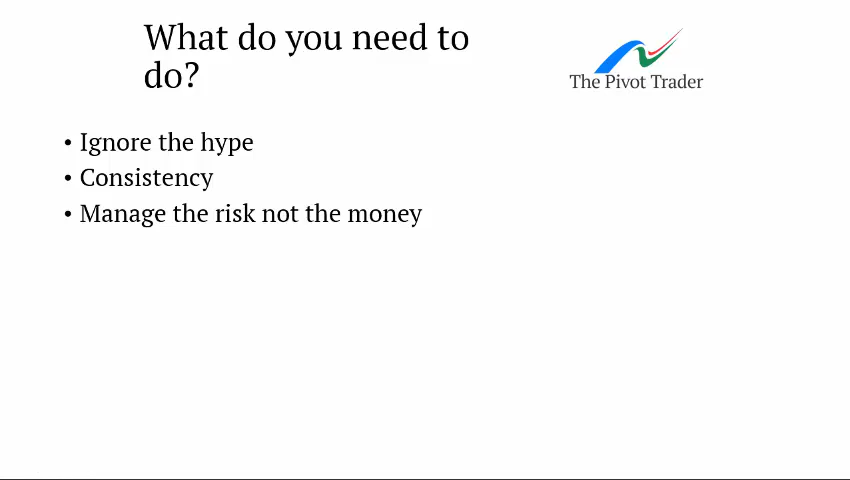 What do you need to
do?
The Pivot Trader
• Ignore the hype
• Consistency
• Manage the risk not the money